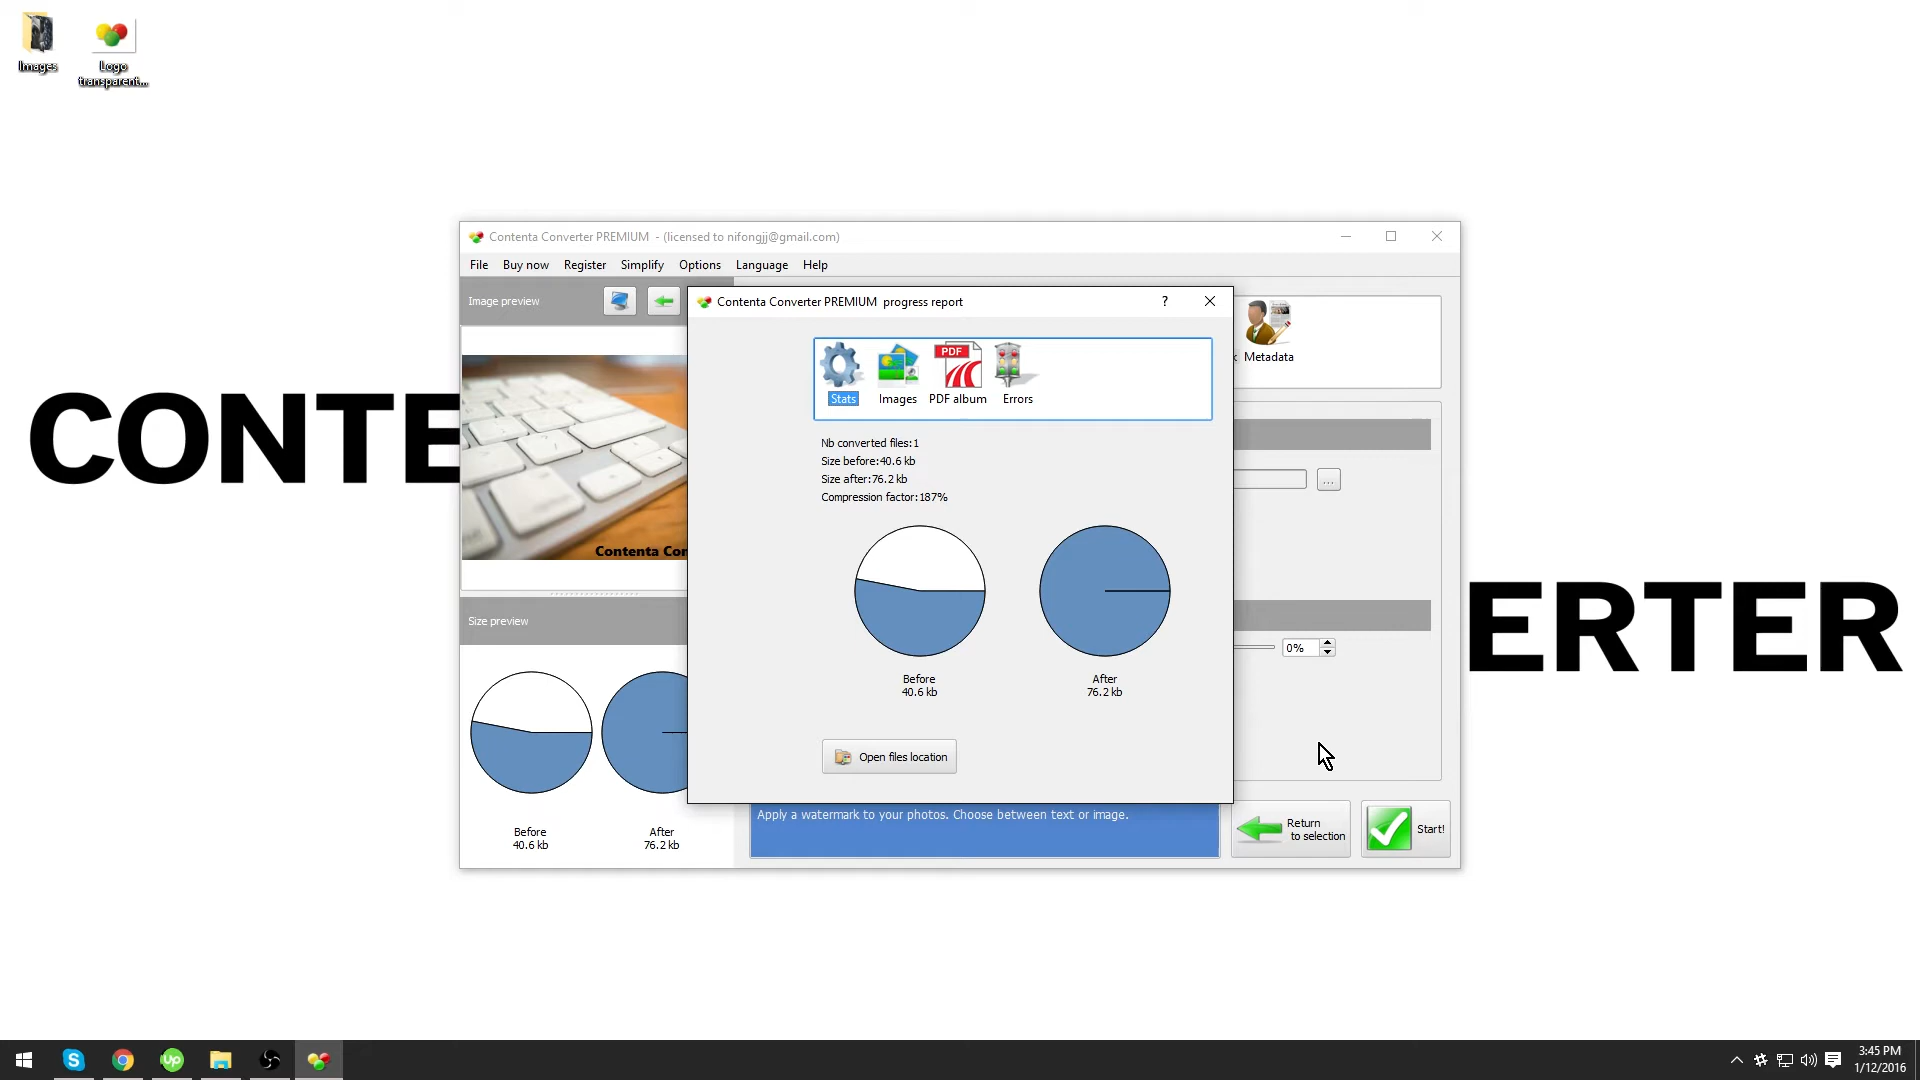 Images
Logo
transparent...
CONTE
ERTER
Contenta Converter PREMIUM - (licensed to nifongjj@gmail.com)
File Buy now Register Simplify Options Language Help
Image preview
Contenta Con
Size preview
Before
40.6 kb
After
76.2 kb
Contenta Converter PREMIUM progress report
?
Stats Images PDF album Errors
PDF
Nb converted files:1
Size before:40.6 kb
Size after:76.2 kb
Compression factor:187%
Before
40.6 kb
After
76.2 kb
Open files location
Metadata
...
0%
Apply a watermark to your photos. Choose between text or image.
Return
to selection
Start!
Up
3:45 PM
1/12/2016